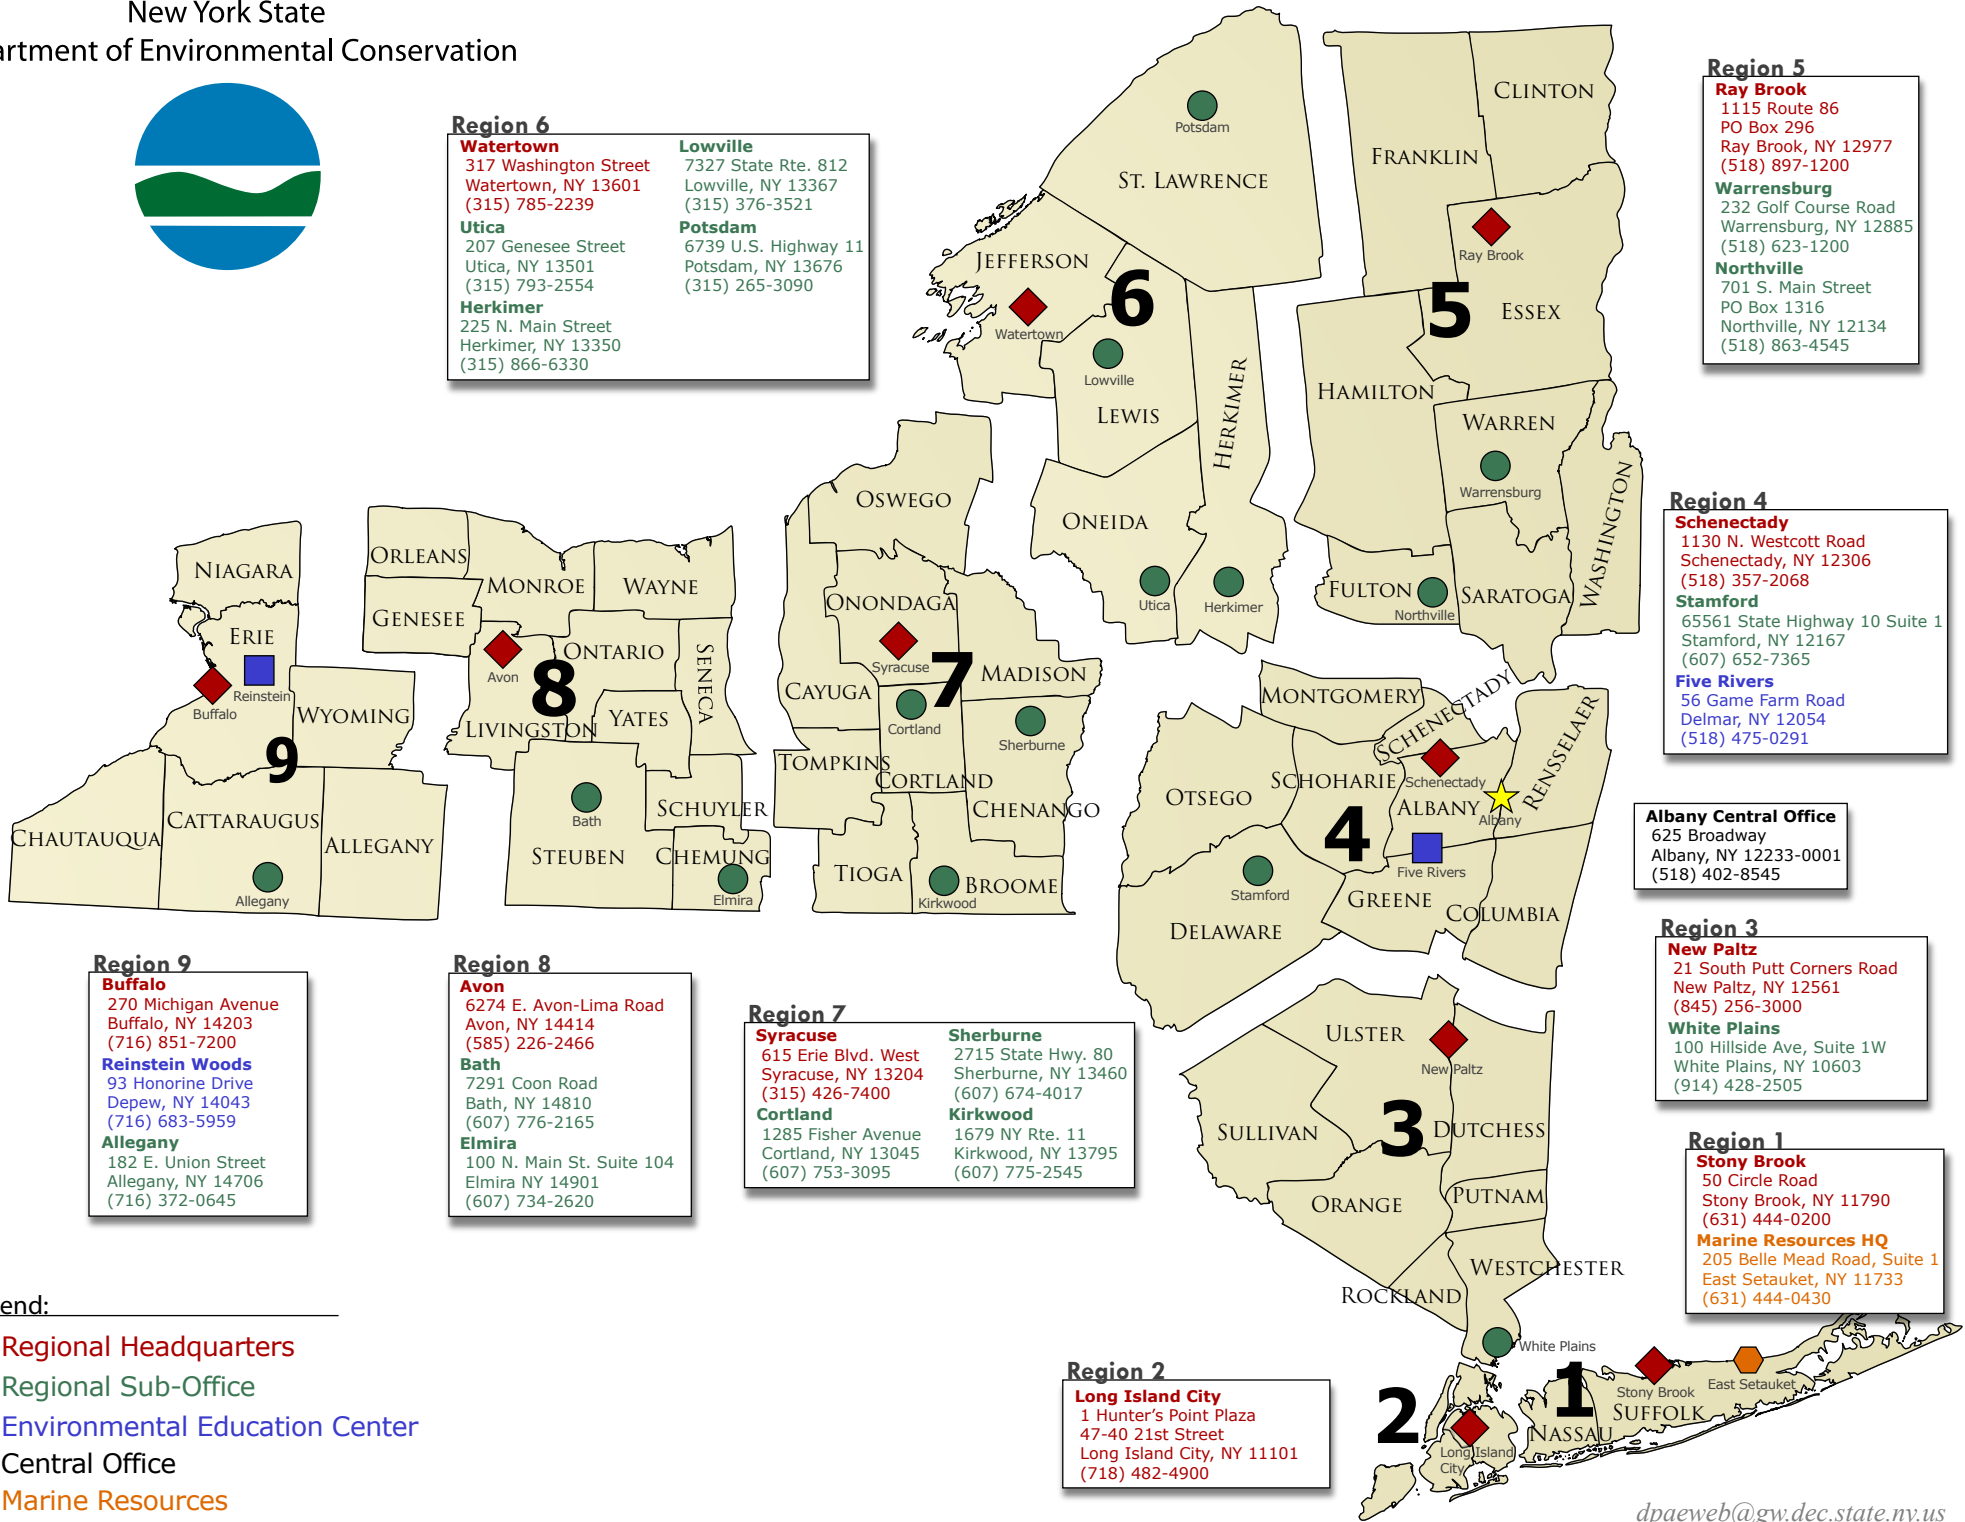 New York State
artment of Environmental Conservation
Region 6
Watertown
317 Washington Street
Watertown, NY 13601
(315) 785-2239
Utica
207 Genesee Street
Utica, NY 13501
(315) 793-2554
Herkimer
225 N. Main Street
Herkimer, NY 13350
(315) 866-6330
Lowville
7327 State Rte. 812
Lowville, NY 13367
(315) 376-3521
Potsdam
6739 U.S. Highway 11
Potsdam, NY 13676
(315) 265-3090
Region 5
Ray Brook
1115 Route 86
PO Box 296
Ray Brook, NY 12977
(518) 897-1200
Warrensburg
232 Golf Course Road
Warrensburg, NY 12885
(518) 623-1200
Northville
701 S. Main Street
PO Box 1316
Northville, NY 12134
(518) 863-4545
Region 4
Schenectady
1130 N. Westcott Road
Schenectady, NY 12306
(518) 357-2068
Stamford
65561 State Highway 10 Suite 1
Stamford, NY 12167
(607) 652-7365
Five Rivers
56 Game Farm Road
Delmar, NY 12054
(518) 475-0291
Albany Central Office
625 Broadway
Albany, NY 12233-0001
(518) 402-8545
Region 3
New Paltz
21 South Putt Corners Road
New Paltz, NY 12561
(845) 256-3000
White Plains
100 Hillside Ave, Suite 1W
White Plains, NY 10603
(914) 428-2505
Region 1
Stony Brook
50 Circle Road
Stony Brook, NY 11790
(631) 444-0200
Marine Resources HQ
205 Belle Mead Road, Suite 1
East Setauket, NY 11733
(631) 444-0430
Region 2
Long Island City
1 Hunter's Point Plaza
47-40 21st Street
Long Island City, NY 11101
(718) 482-4900
Region 7
Syracuse
615 Erie Blvd. West
Syracuse, NY 13204
(315) 426-7400
Cortland
1285 Fisher Avenue
Cortland, NY 13045
(607) 753-3095
Sherburne
2715 State Hwy. 80
Sherburne, NY 13460
(607) 674-4017
Kirkwood
1679 NY Rte. 11
Kirkwood, NY 13795
(607) 775-2545
Region 8
Avon
6274 E. Avon-Lima Road
Avon, NY 14414
(585) 226-2466
Bath
7291 Coon Road
Bath, NY 14810
(607) 776-2165
Elmira
100 N. Main St. Suite 104
Elmira NY 14901
(607) 734-2620
Region 9
Buffalo
270 Michigan Avenue
Buffalo, NY 14203
(716) 851-7200
Reinstein Woods
93 Honorine Drive
Depew, NY 14043
(716) 683-5959
Allegany
182 E. Union Street
Allegany, NY 14706
(716) 372-0645
end:
Regional Headquarters
Regional Sub-Office
Environmental Education Center
Central Office
Marine Resources
Potsdam
ST. LAWRENCE
JEFFERSON
Watertown
6
Lowville
LEWIS
HERKIMER
ONEIDA
Utica
Herkimer
CLINTON
FRANKLIN
Ray Brook
5
ESSEX
HAMILTON
WARREN
Warrensburg
WASHINGTON
FULTON
Northville
SARATOGA
NIAGARA
ERIE
Reinstein
Buffalo
WYOMING
9
CHAUTAUQUA
CATTARAUGUS
ALLEGANY
Allegany
ORLEANS
MONROE
WAYNE
GENESEE
ONTARIO
SENECA
Avon
8
LIVINGSTON
YATES
Bath
SCHUYLER
STEUBEN
CHEMUNG
Elmira
OSWEGO
ONONDAGA
Syracuse
7
MADISON
CAYUGA
Cortland
Sherburne
TOMPKINS
CORTLAND
CHENANGO
TIOGA
Kirkwood
BROOME
MONTGOMERY
SCHENECTADY
RENSSELAER
Schenectady
SCHOHARIE
OTSEGO
ALBANY
Albany
4
Five Rivers
Stamford
GREENE
COLUMBIA
DELAWARE
ULSTER
New Paltz
SULLIVAN
3
DUTCHESS
ORANGE
PUTNAM
WESTCHESTER
ROCKLAND
White Plains
2
Long Island
City
1
Stony Brook
East Setauket
SUFFOLK
NASSAU
dpaeweb@gw.dec.state.ny.us